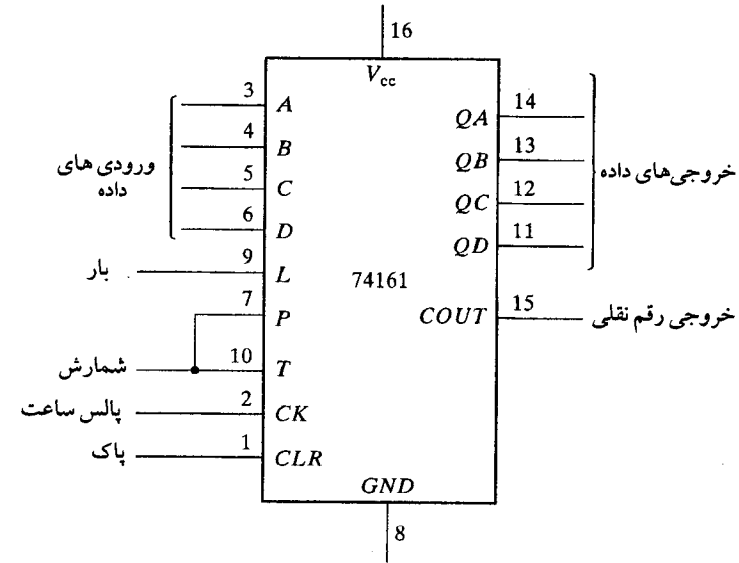 16
Vcc
3 A
4 B
5 C
6 D
ورودی های
داده
9 L
بار
7 P
10 T
شمارش
2 CK
پالس ساعت
1 CLR
پاک
74161
QA 14
QB 13
QC 12
QD 11
خروجی‌های داده
COUT 15
خروجی رقم نقلی
GND
8